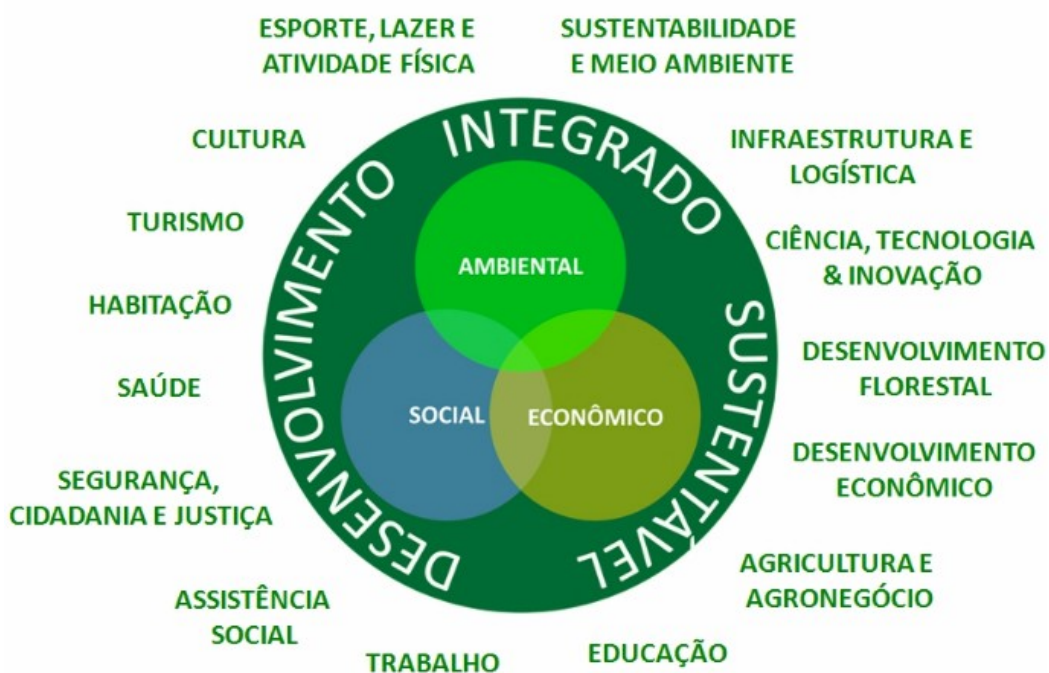 ESPORTE, LAZER E
ATIVIDADE FÍSICA
SUSTENTABILIDADE
E MEIO AMBIENTE
CULTURA
INFRAESTRUTURA E
LOGÍSTICA
TURISMO
CIÊNCIA, TECNOLOGIA
& INOVAÇÃO
HABITAÇÃO
DESENVOLVIMENTO
FLORESTAL
SAÚDE
DESENVOLVIMENTO
ECONÔMICO
SEGURANÇA,
CIDADANIA E JUSTIÇA
AGRICULTURA E
AGRONEGÓCIO
ASSISTÊNCIA
SOCIAL
TRABALHO
EDUCAÇÃO
DESENVOLVIMENTO INTEGRADO SUSTENTÁVEL
AMBIENTAL
SOCIAL
ECONÔMICO